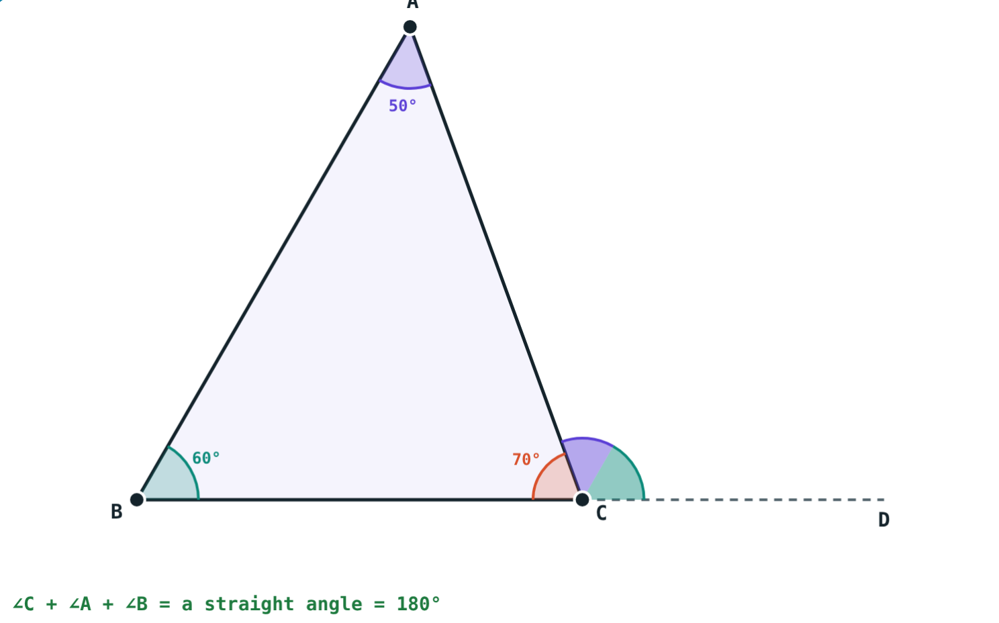 A
50°
60°
70°
B
C
D
∠C + ∠A + ∠B = a straight angle = 180°